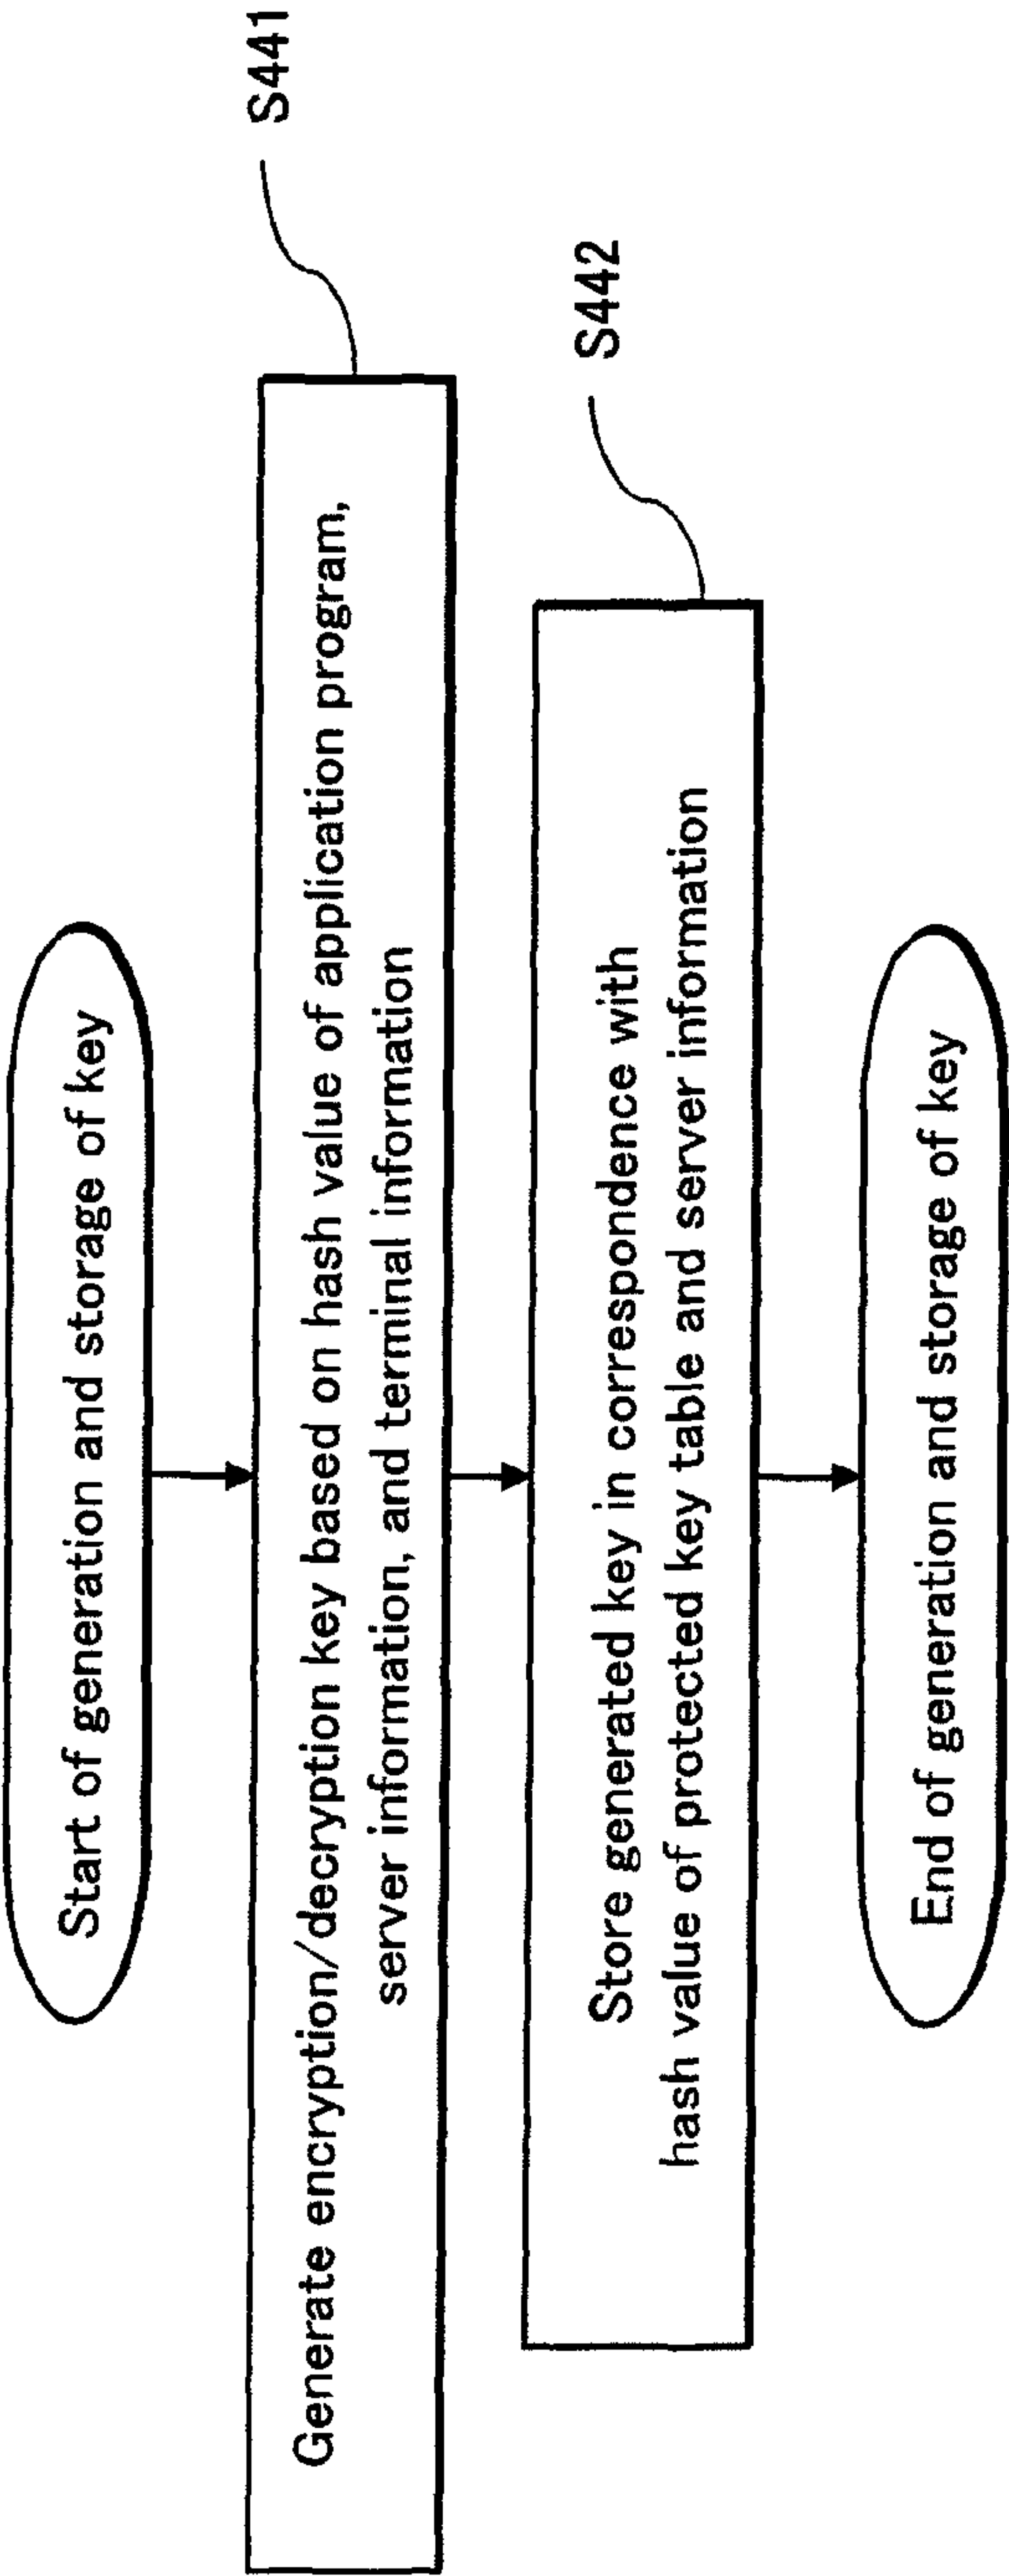 Start of generation and storage of key
Generate encryption/decryption key based on hash value of application program,
server information, and terminal information
S441
Store generated key in correspondence with
hash value of protected key table and server information
S442
End of generation and storage of key